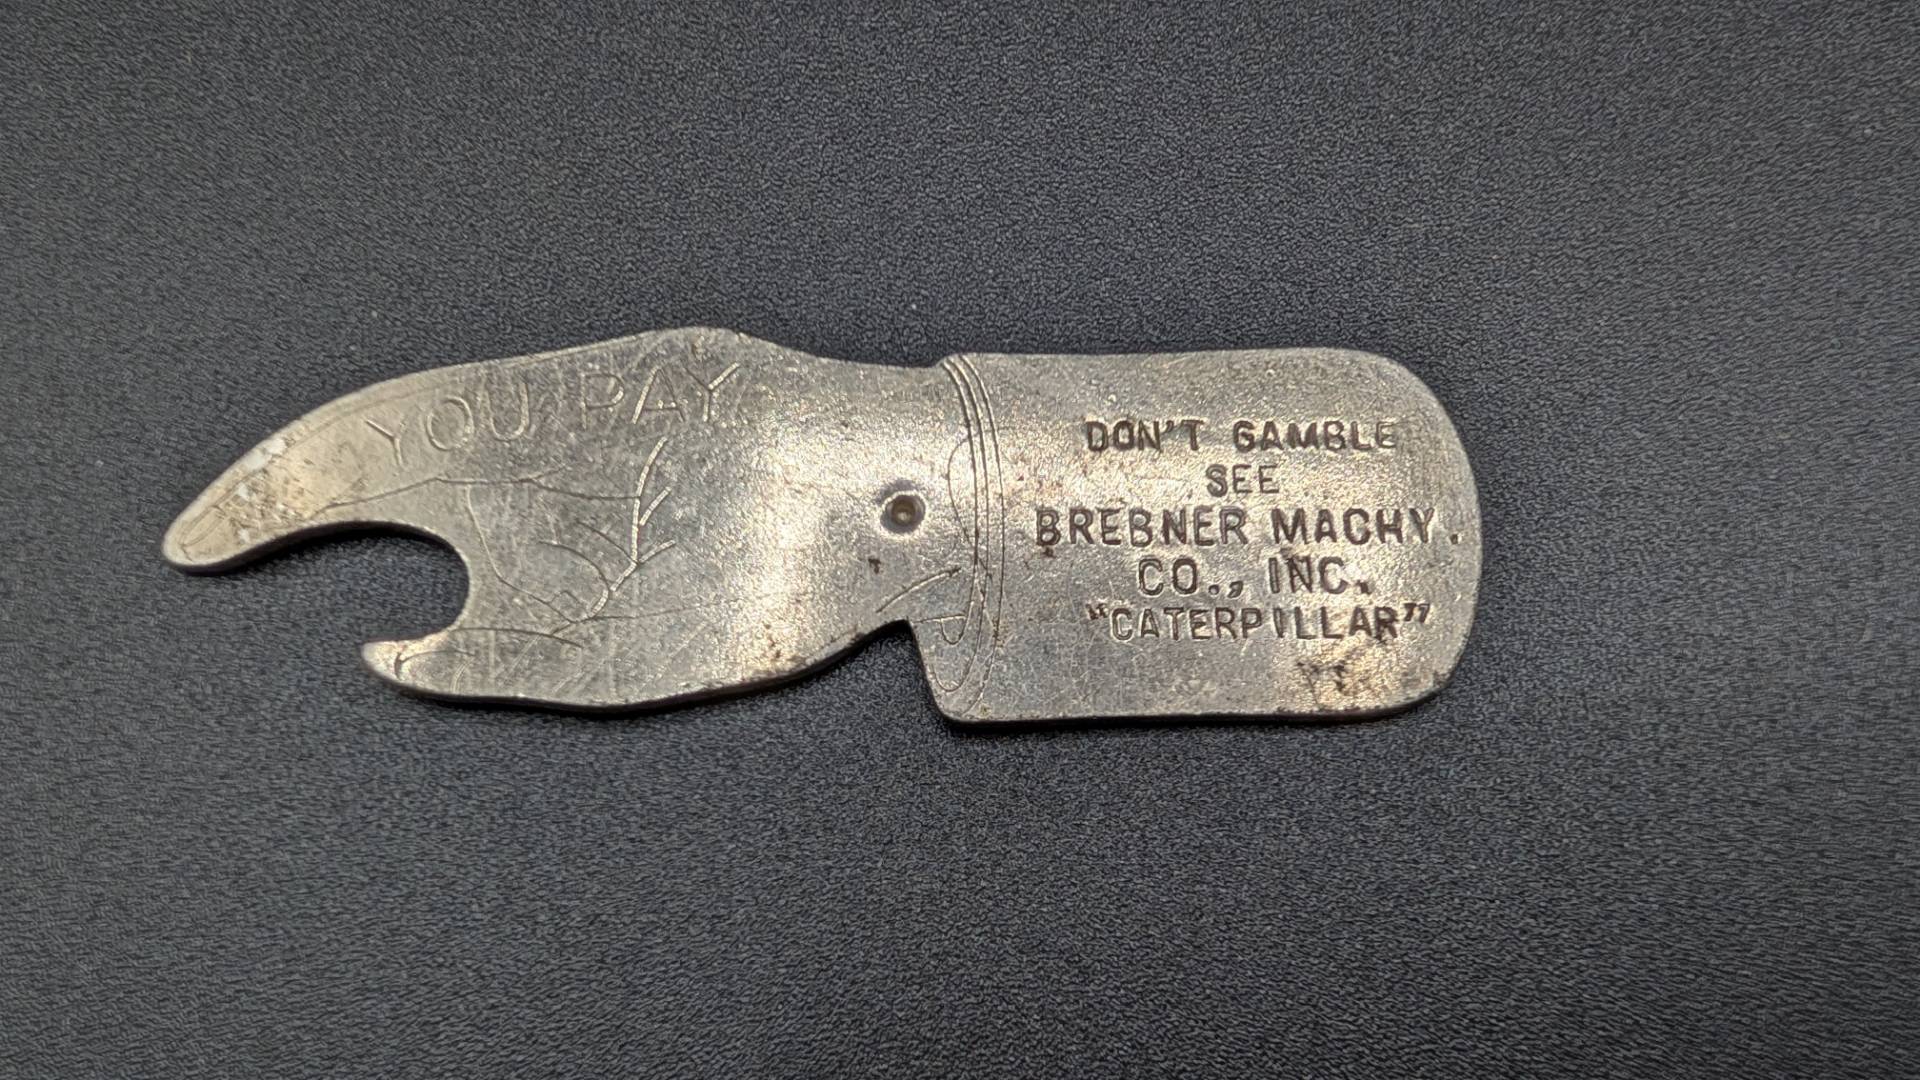 YOU PAY
DON'T GAMBLE
SEE
BREBNER MACHY.
CO., INC.
"CATERPILLAR"